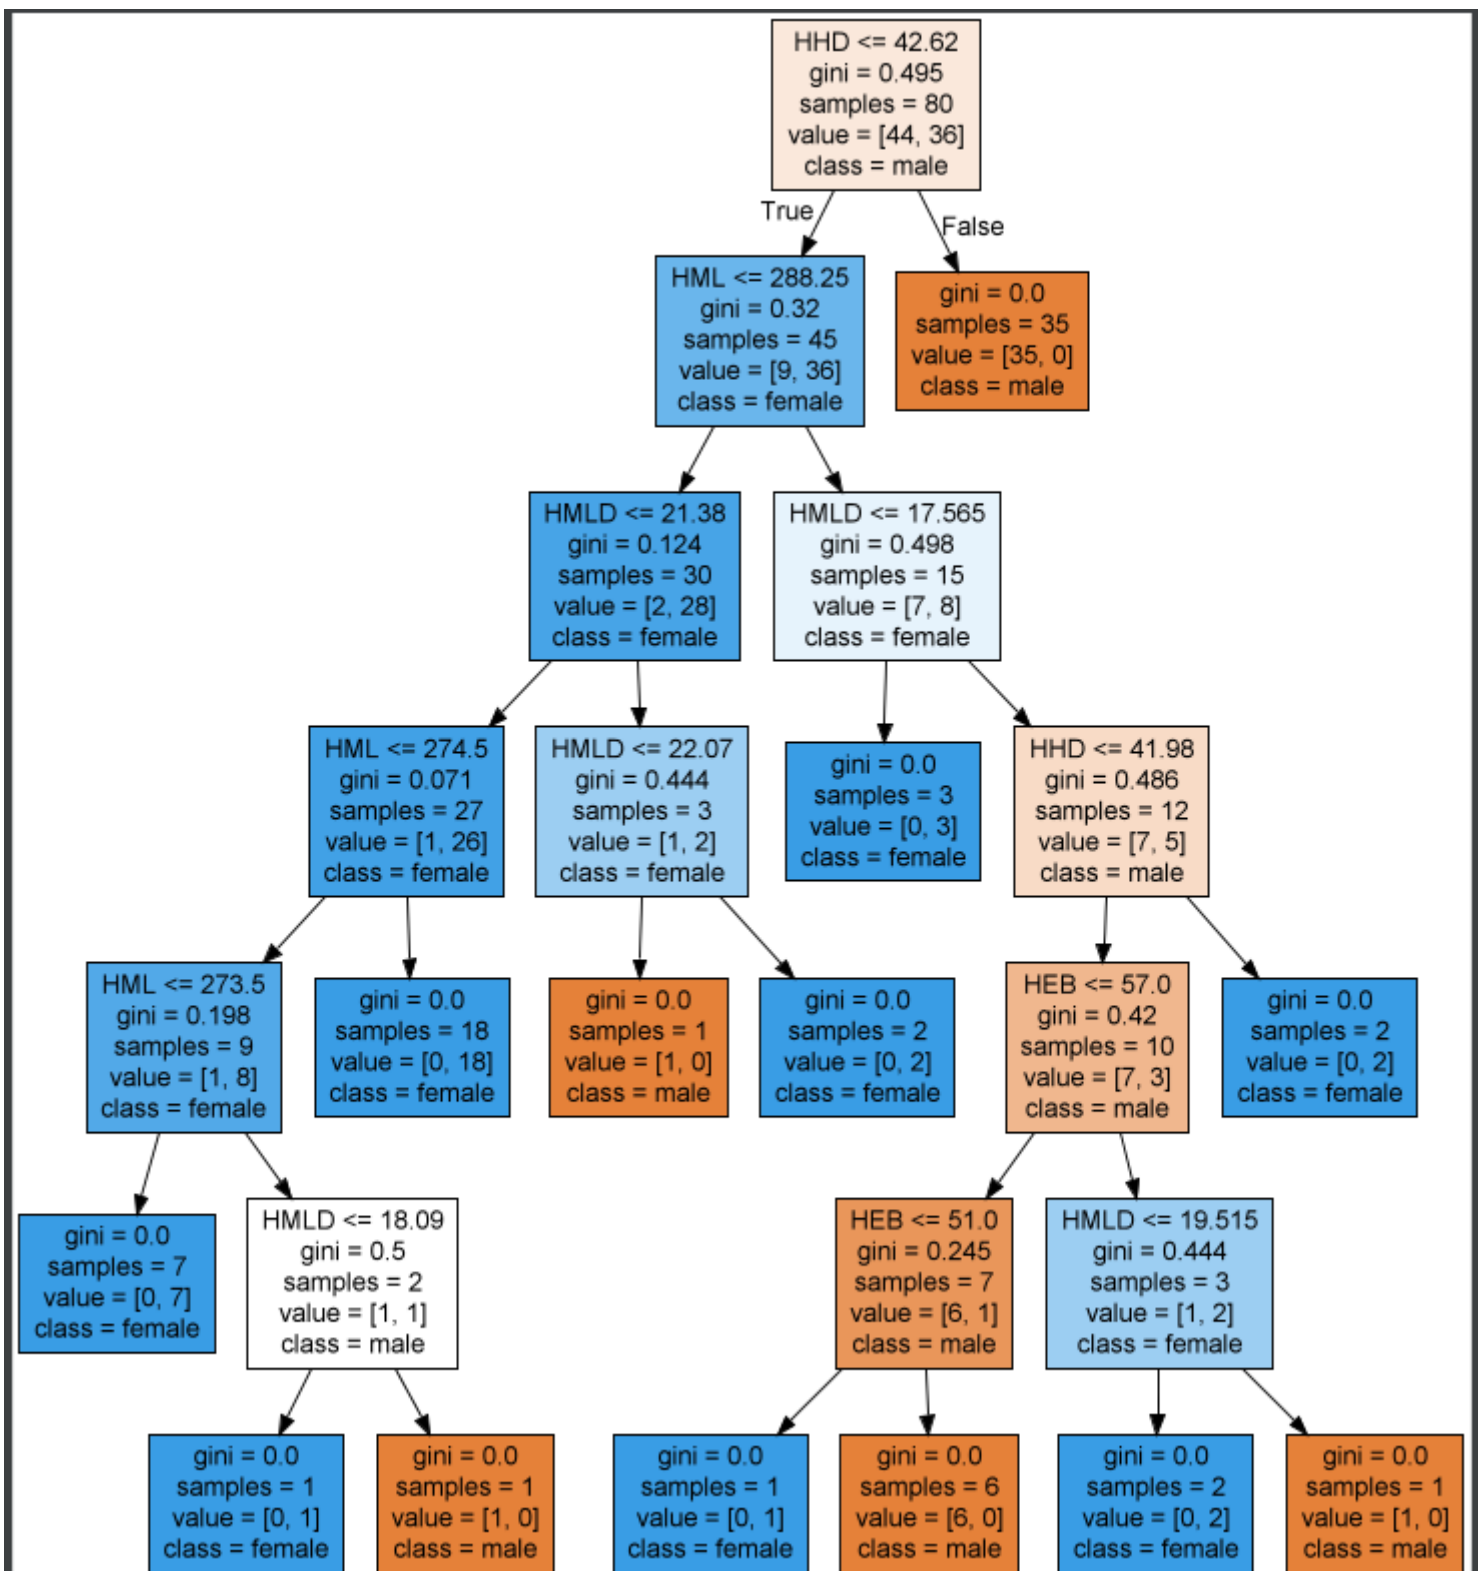 HHD <= 42.62
gini = 0.495
samples = 80
value = [44, 36]
class = male
True
False
HML <= 288.25
gini = 0.32
samples = 45
value = [9, 36]
class = female
gini = 0.0
samples = 35
value = [35, 0]
class = male
HMLD <= 21.38
gini = 0.124
samples = 30
value = [2, 28]
class = female
HMLD <= 17.565
gini = 0.498
samples = 15
value = [7, 8]
class = female
HML <= 274.5
gini = 0.071
samples = 27
value = [1, 26]
class = female
HMLD <= 22.07
gini = 0.444
samples = 3
value = [1, 2]
class = female
gini = 0.0
samples = 3
value = [0, 3]
class = female
HHD <= 41.98
gini = 0.486
samples = 12
value = [7, 5]
class = male
HML <= 273.5
gini = 0.198
samples = 9
value = [1, 8]
class = female
gini = 0.0
samples = 18
value = [0, 18]
class = female
gini = 0.0
samples = 1
value = [1, 0]
class = male
gini = 0.0
samples = 2
value = [0, 2]
class = female
HEB <= 57.0
gini = 0.42
samples = 10
value = [7, 3]
class = male
gini = 0.0
samples = 2
value = [0, 2]
class = female
gini = 0.0
samples = 7
value = [0, 7]
class = female
HMLD <= 18.09
gini = 0.5
samples = 2
value = [1, 1]
class = male
HEB <= 51.0
gini = 0.245
samples = 7
value = [6, 1]
class = male
HMLD <= 19.515
gini = 0.444
samples = 3
value = [1, 2]
class = female
gini = 0.0
samples = 1
value = [0, 1]
class = female
gini = 0.0
samples = 1
value = [1, 0]
class = male
gini = 0.0
samples = 1
value = [0, 1]
class = female
gini = 0.0
samples = 6
value = [6, 0]
class = male
gini = 0.0
samples = 2
value = [0, 2]
class = female
gini = 0.0
samples = 1
value = [1, 0]
class = male